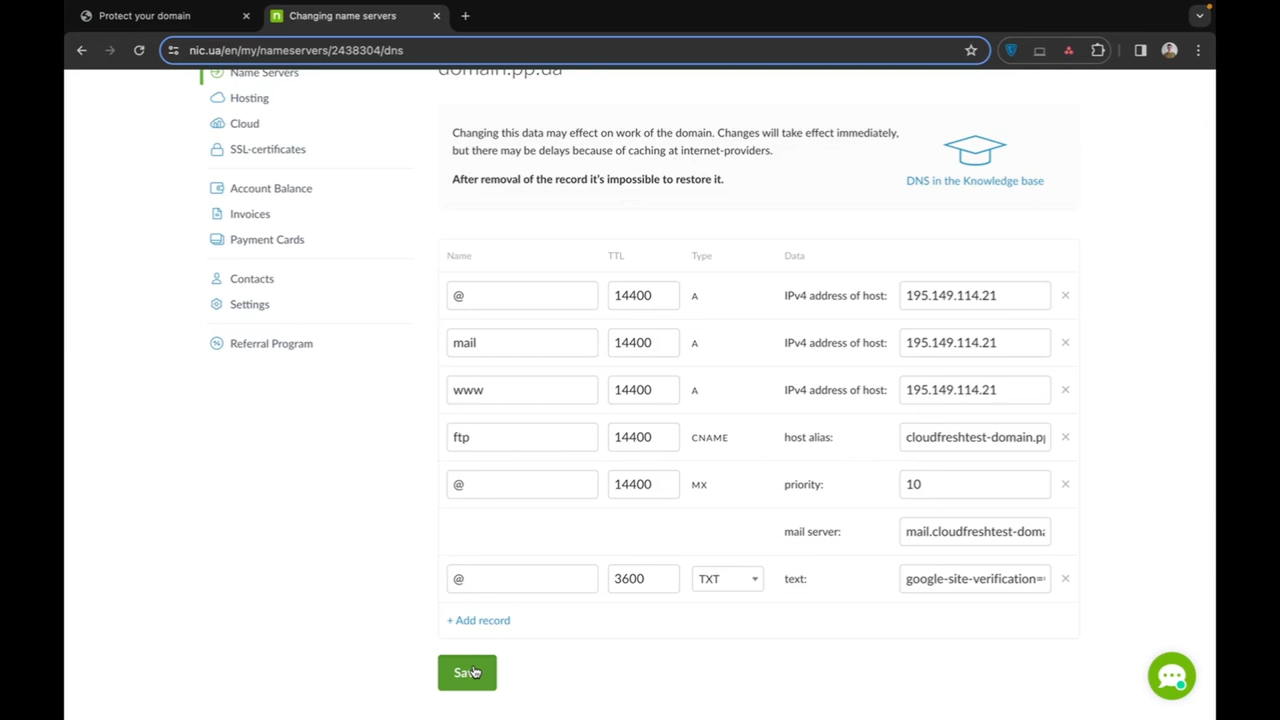 Protect your domain
Changing name servers
nic.ua/en/my/nameservers/2438304/dns
Name Servers
Hosting
Cloud
SSL-certificates
Account Balance
Invoices
Payment Cards
Contacts
Settings
Referral Program
domain.pp.ua
Changing this data may effect on work of the domain. Changes will take effect immediately,
but there may be delays because of caching at internet-providers.
After removal of the record it's impossible to restore it.
DNS in the Knowledge base
Name TTL Type Data
@ 14400 A IPv4 address of host: 195.149.114.21
mail 14400 A IPv4 address of host: 195.149.114.21
www 14400 A IPv4 address of host: 195.149.114.21
ftp 14400 CNAME host alias: cloudfreshtest-domain.pp
@ 14400 MX priority: 10
mail server: mail.cloudfreshtest-doma
@ 3600 TXT text: google-site-verification=
+ Add record
Save